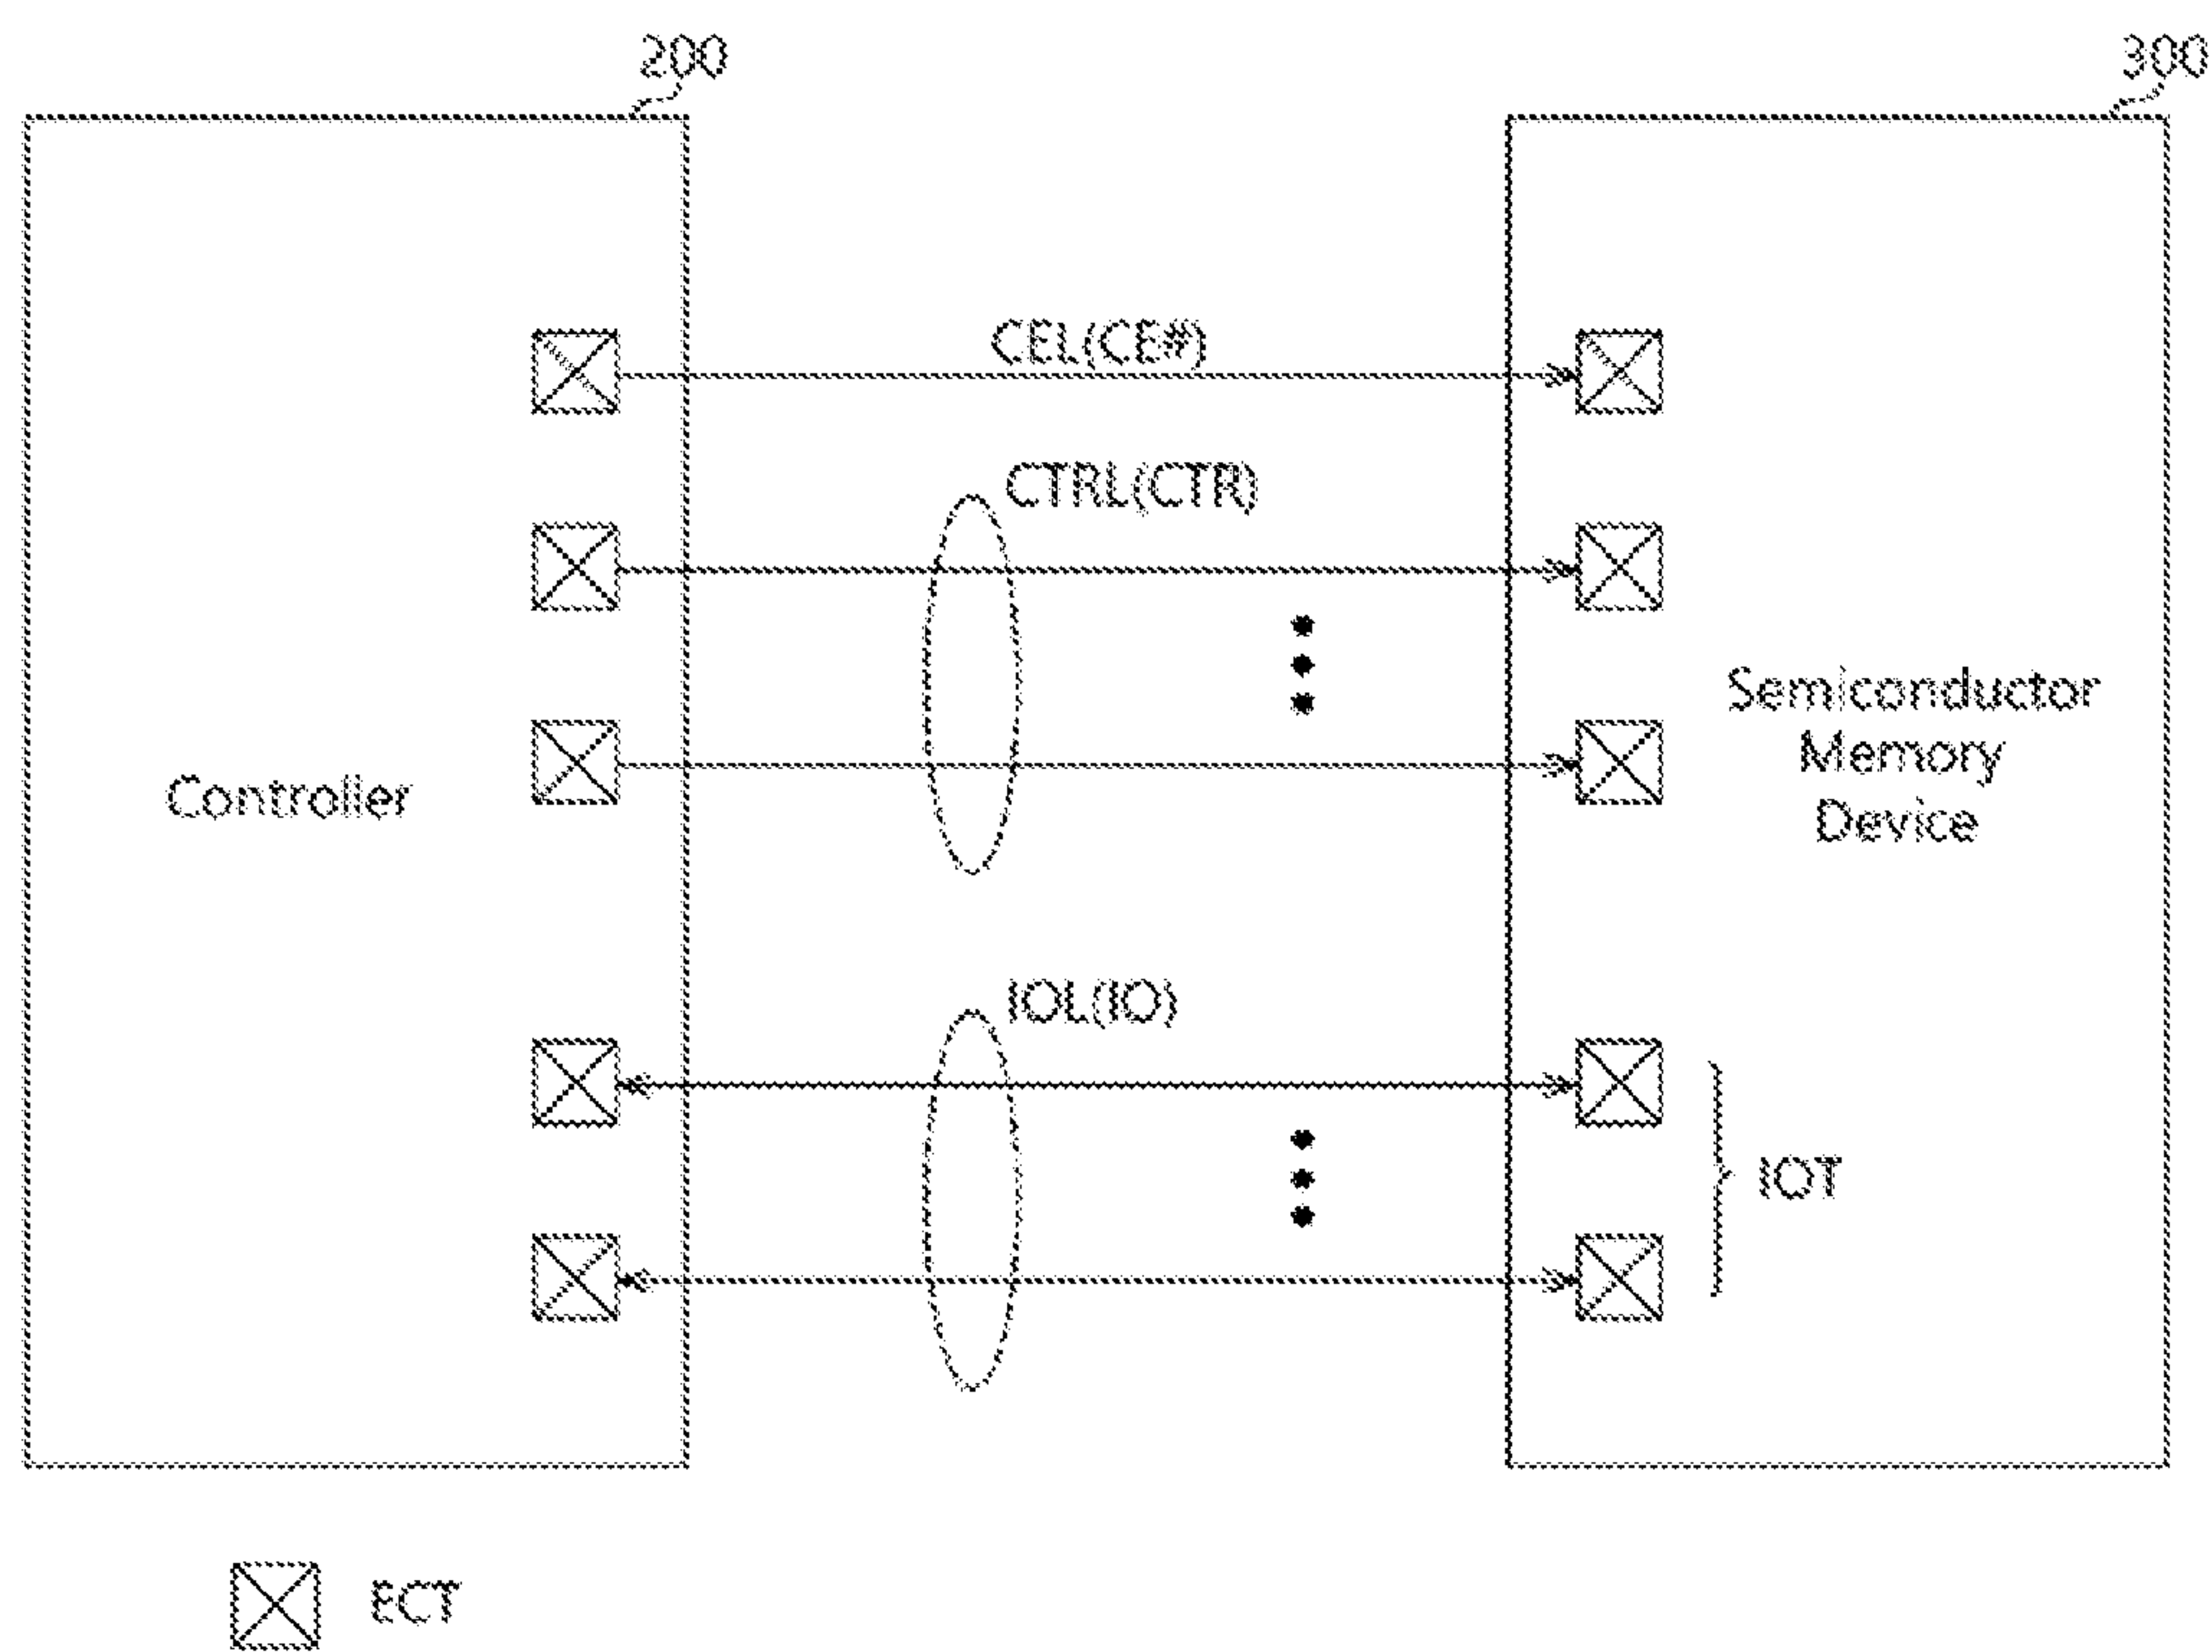 200
300
CEL(CE#)
CTRL(CTR)
Controller
Semiconductor
Memory
Device
IOL(IO)
IOT
ECT